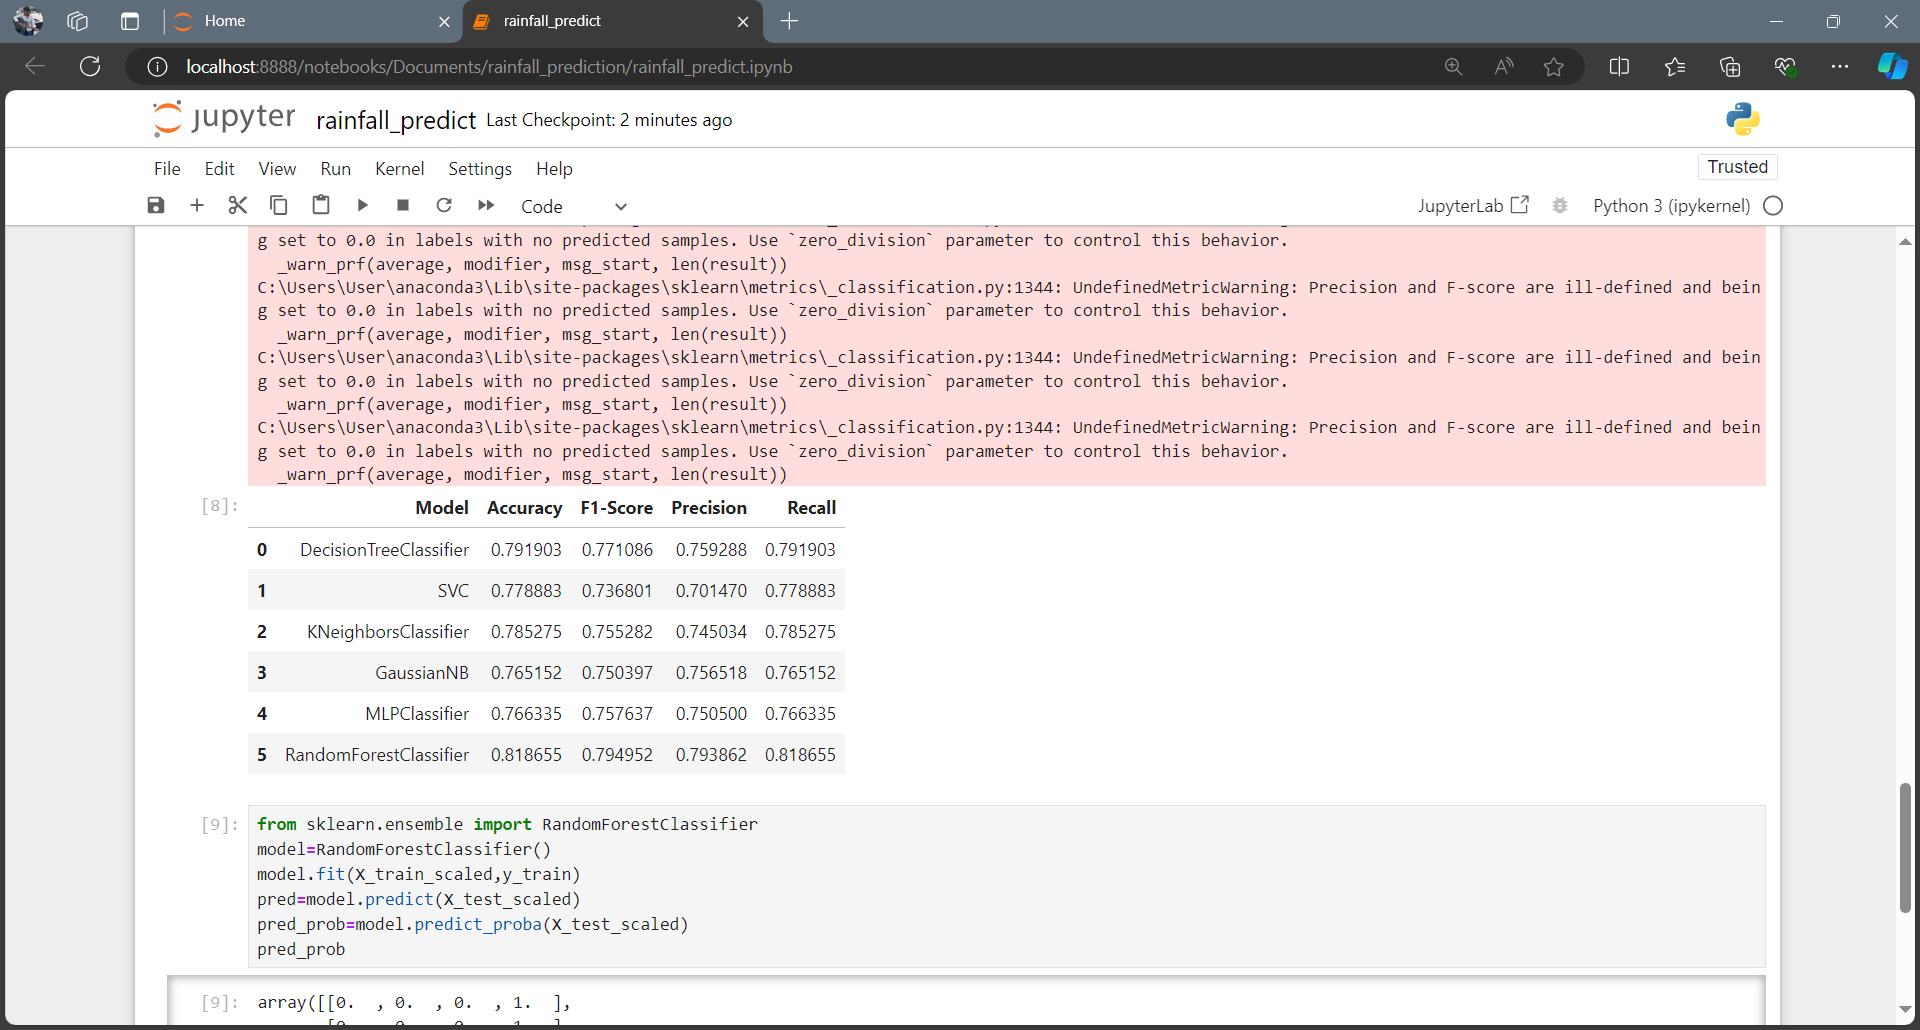 Home
rainfall_predict
localhost:8888/notebooks/Documents/rainfall_prediction/rainfall_predict.ipynb
jupyter rainfall_predict Last Checkpoint: 2 minutes ago
File Edit View Run Kernel Settings Help Trusted
Code JupyterLab Python 3 (ipykernel)
g set to 0.0 in labels with no predicted samples. Use `zero_division` parameter to control this behavior.
_warn_prf(average, modifier, msg_start, len(result))
C:\Users\User\anaconda3\Lib\site-packages\sklearn\metrics\_classification.py:1344: UndefinedMetricWarning: Precision and F-score are ill-defined and bein
g set to 0.0 in labels with no predicted samples. Use `zero_division` parameter to control this behavior.
_warn_prf(average, modifier, msg_start, len(result))
C:\Users\User\anaconda3\Lib\site-packages\sklearn\metrics\_classification.py:1344: UndefinedMetricWarning: Precision and F-score are ill-defined and bein
g set to 0.0 in labels with no predicted samples. Use `zero_division` parameter to control this behavior.
_warn_prf(average, modifier, msg_start, len(result))
C:\Users\User\anaconda3\Lib\site-packages\sklearn\metrics\_classification.py:1344: UndefinedMetricWarning: Precision and F-score are ill-defined and bein
g set to 0.0 in labels with no predicted samples. Use `zero_division` parameter to control this behavior.
_warn_prf(average, modifier, msg_start, len(result))
[8]: Model Accuracy F1-Score Precision Recall
0 DecisionTreeClassifier 0.791903 0.771086 0.759288 0.791903
1 SVC 0.778883 0.736801 0.701470 0.778883
2 KNeighborsClassifier 0.785275 0.755282 0.745034 0.785275
3 GaussianNB 0.765152 0.750397 0.756518 0.765152
4 MLPClassifier 0.766335 0.757637 0.750500 0.766335
5 RandomForestClassifier 0.818655 0.794952 0.793862 0.818655
[9]: from sklearn.ensemble import RandomForestClassifier
model=RandomForestClassifier()
model.fit(X_train_scaled,y_train)
pred=model.predict(X_test_scaled)
pred_prob=model.predict_proba(X_test_scaled)
pred_prob
[9]: array([[0. , 0. , 0. , 1. ],